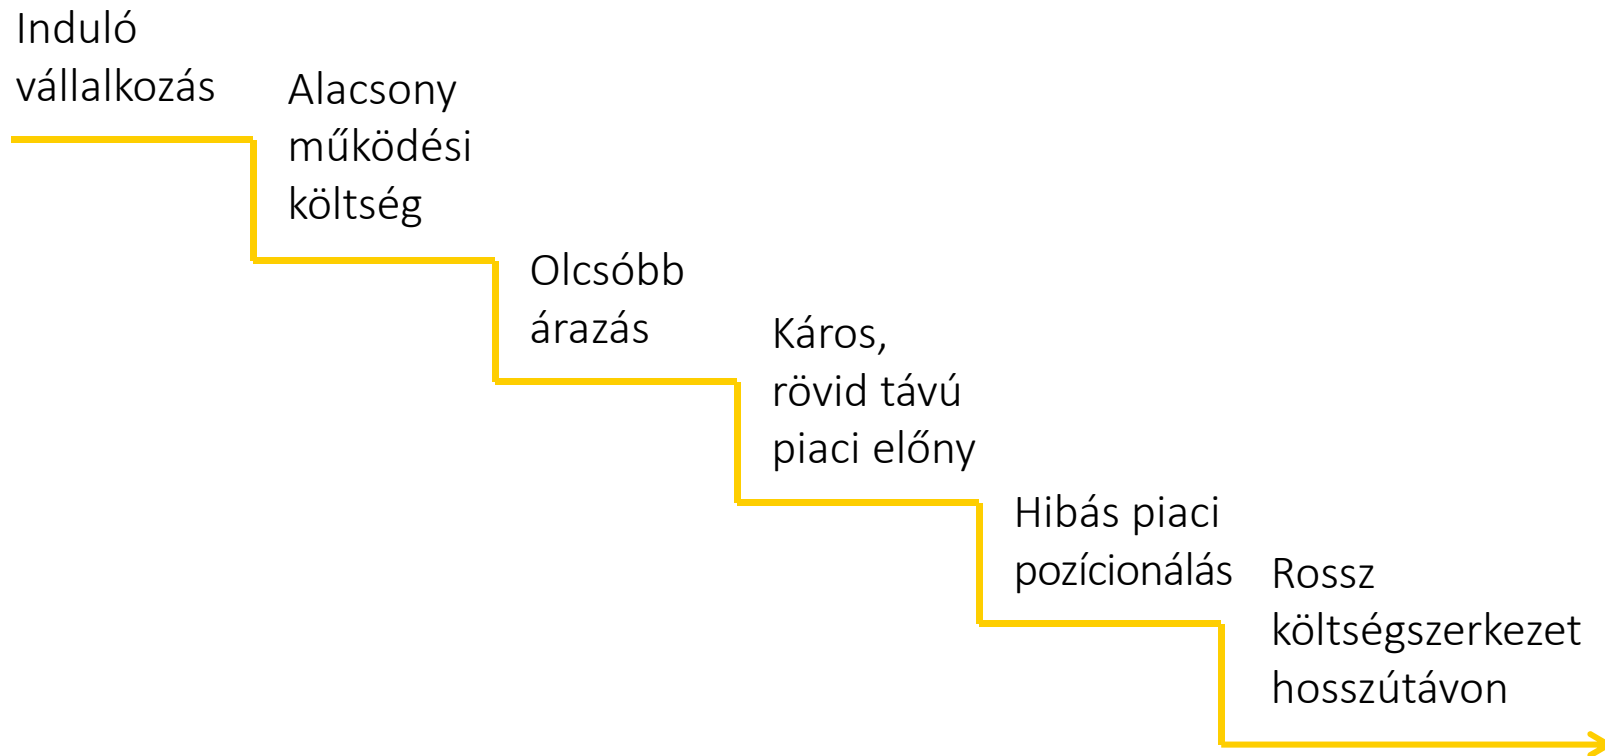 Induló
vállalkozás
Alacsony
működési
költség
Olcsóbb
árazás
Káros,
rövid távú
piaci előny
Hibás piaci
pozícionálás
Rossz
költségszerkezet
hosszútávon